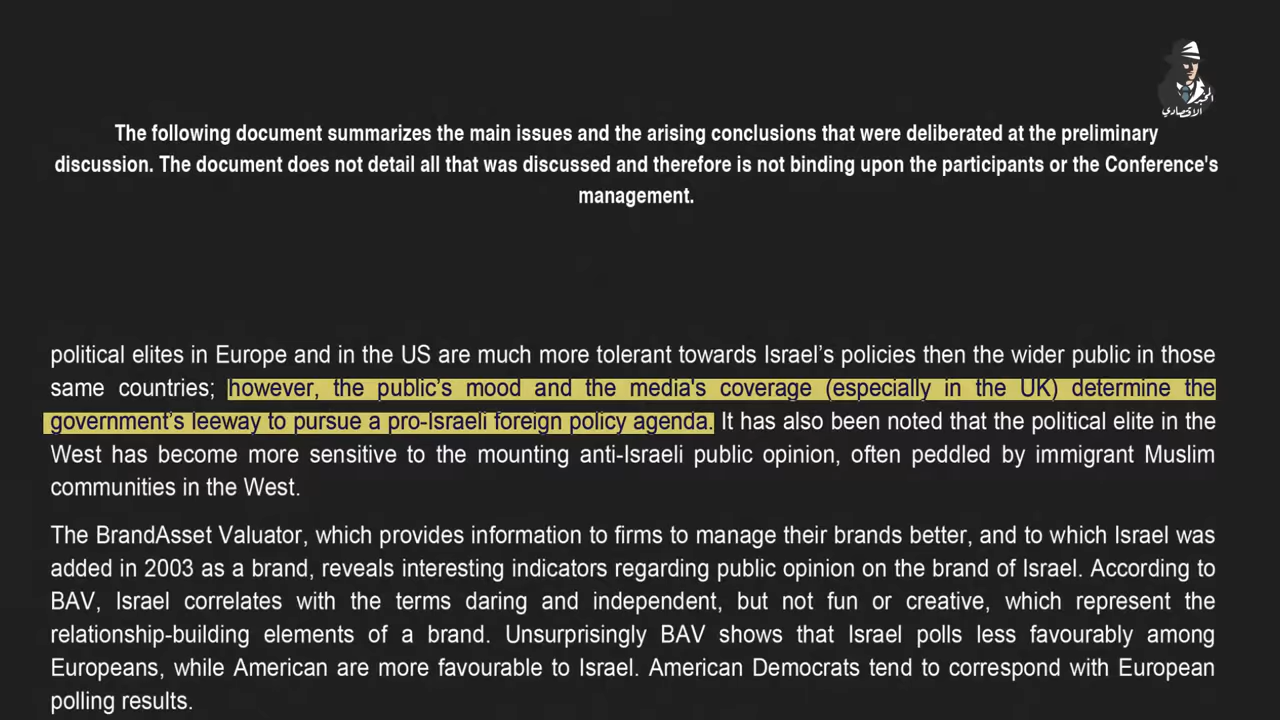 المخبر
الاقتصادي
The following document summarizes the main issues and the arising conclusions that were deliberated at the preliminary
discussion. The document does not detail all that was discussed and therefore is not binding upon the participants or the Conference's
management.
political elites in Europe and in the US are much more tolerant towards Israel’s policies then the wider public in those
same countries; however, the public’s mood and the media's coverage (especially in the UK) determine the
government’s leeway to pursue a pro-Israeli foreign policy agenda. It has also been noted that the political elite in the
West has become more sensitive to the mounting anti-Israeli public opinion, often peddled by immigrant Muslim
communities in the West.
The BrandAsset Valuator, which provides information to firms to manage their brands better, and to which Israel was
added in 2003 as a brand, reveals interesting indicators regarding public opinion on the brand of Israel. According to
BAV, Israel correlates with the terms daring and independent, but not fun or creative, which represent the
relationship-building elements of a brand. Unsurprisingly BAV shows that Israel polls less favourably among
Europeans, while American are more favourable to Israel. American Democrats tend to correspond with European
polling results.